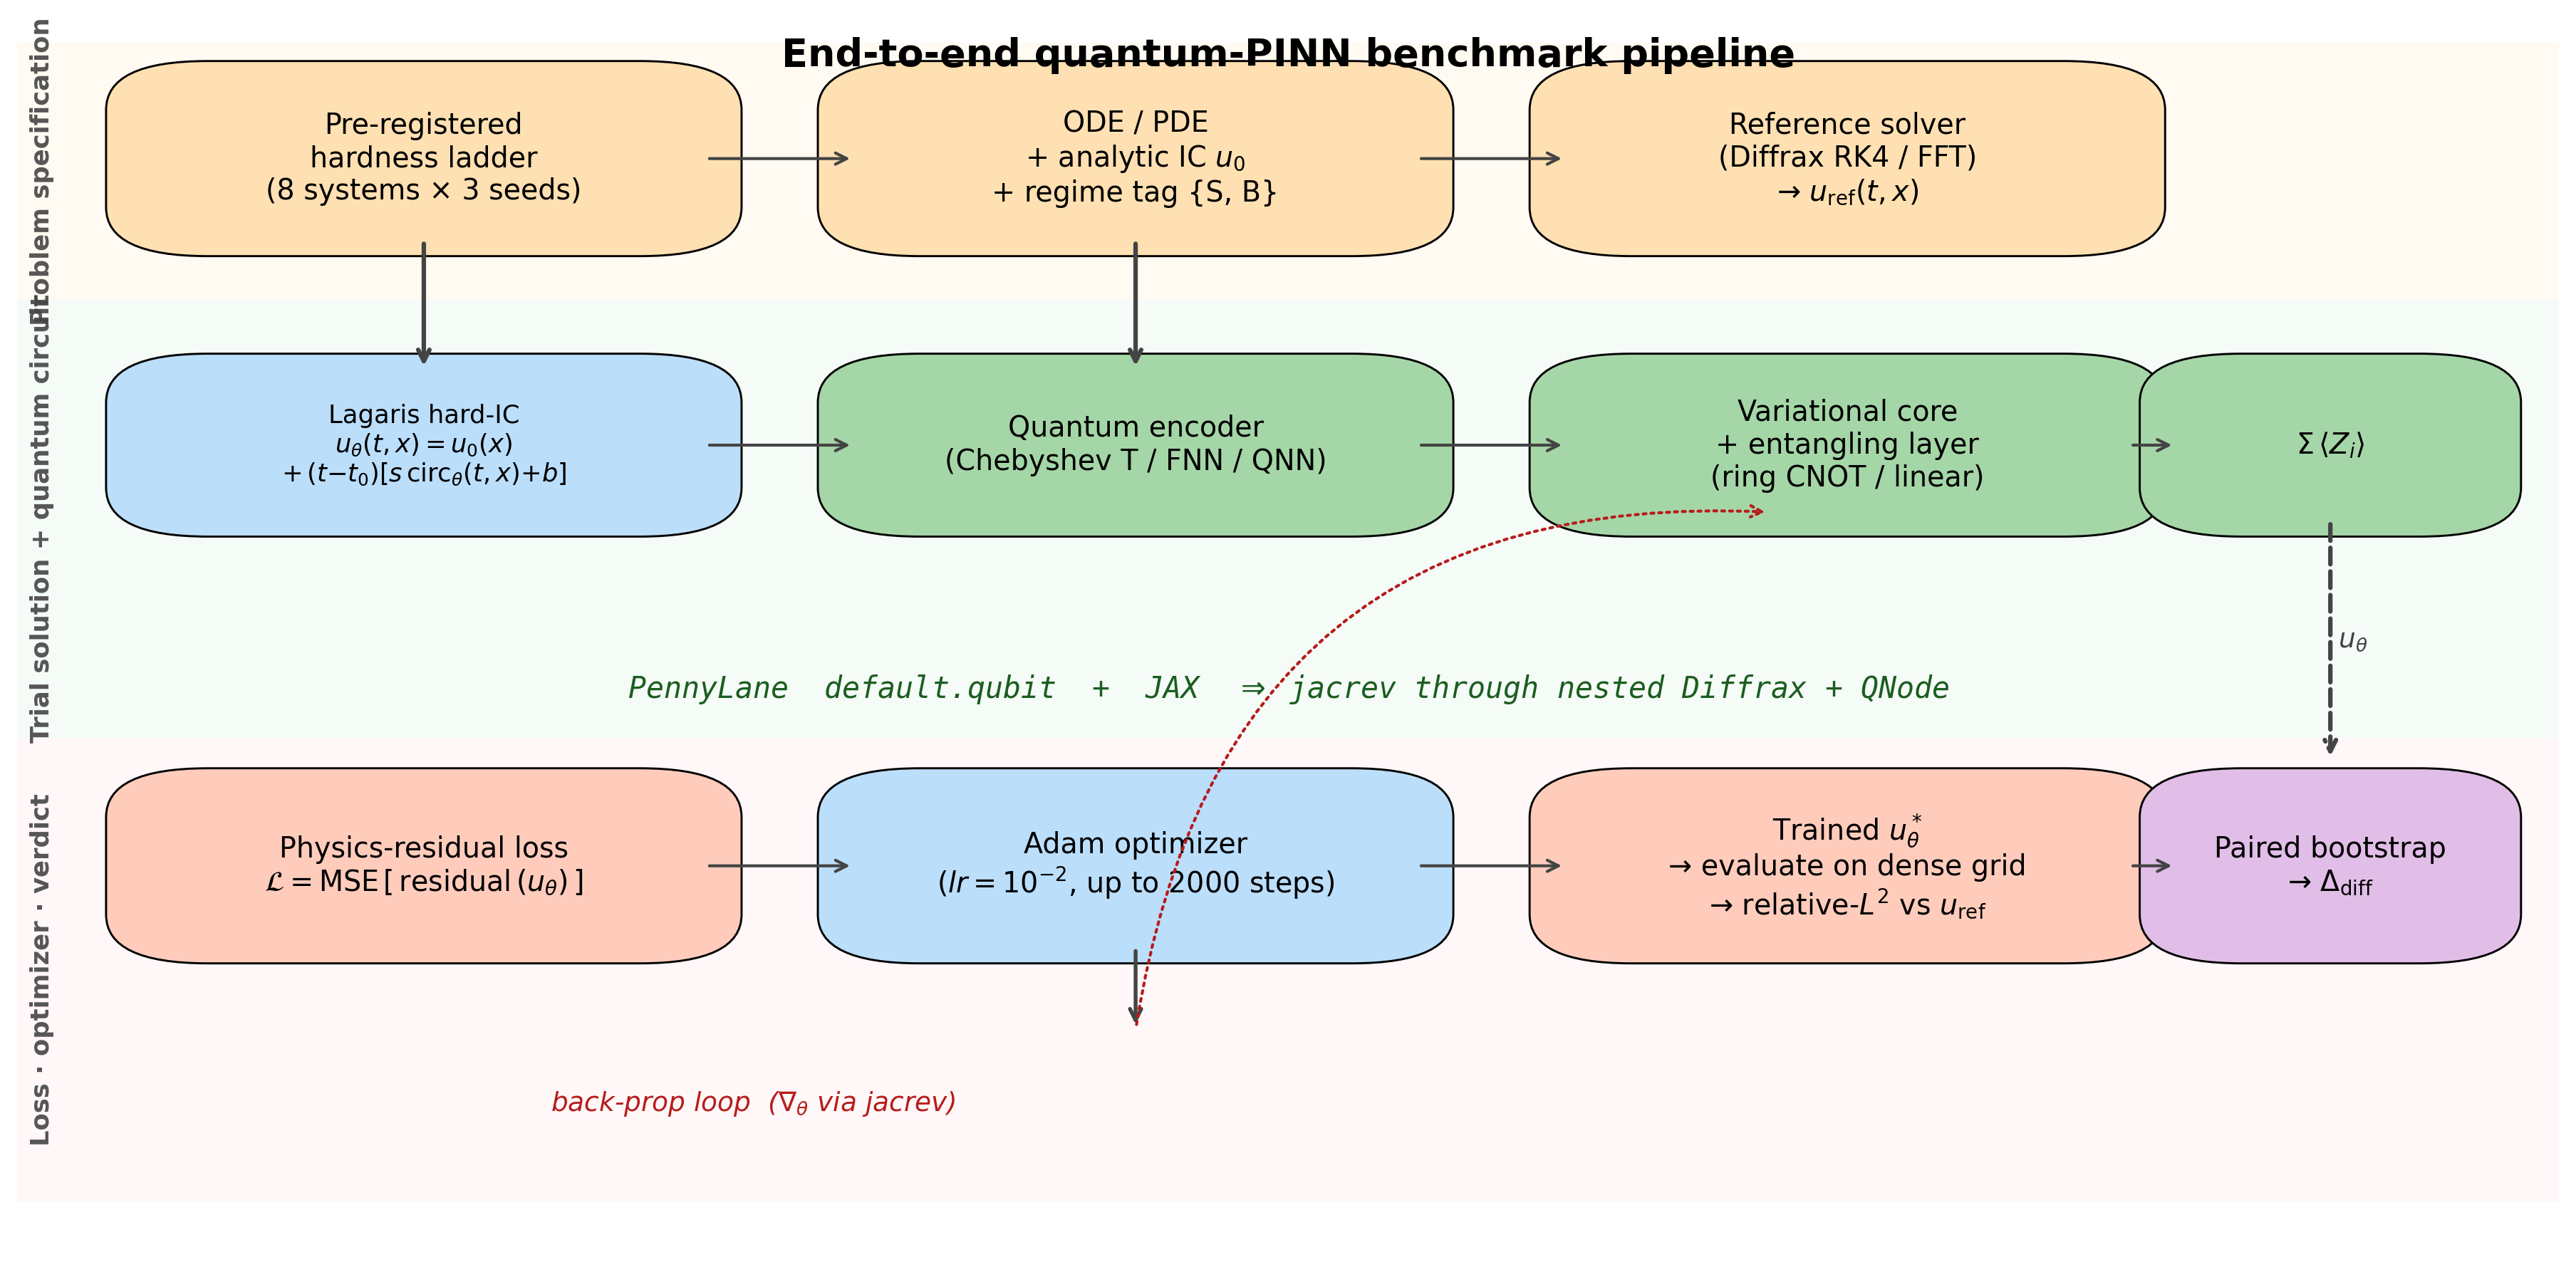 End-to-end quantum-PINN benchmark pipeline
Problem specification
Pre-registered
hardness ladder
(8 systems × 3 seeds)
ODE / PDE
+ analytic IC u₀
+ regime tag {S, B}
Reference solver
(Diffrax RK4 / FFT)
→ u_ref(t, x)
Trial solution + quantum circuit
Lagaris hard-IC
u_θ(t, x) = u₀(x)
+ (t−t₀)[s circ_θ(t, x)+b]
Quantum encoder
(Chebyshev T / FNN / QNN)
Variational core
+ entangling layer
(ring CNOT / linear)
Σ ⟨Z_i⟩
u_θ
PennyLane default.qubit + JAX ⇒ jacrev through nested Diffrax + QNode
Loss · optimizer · verdict
Physics-residual loss
ℒ = MSE [ residual (u_θ) ]
Adam optimizer
(lr = 10⁻², up to 2000 steps)
Trained u_θ^*
→ evaluate on dense grid
→ relative-L² vs u_ref
Paired bootstrap
→ Δ_diff
back-prop loop (∇_θ via jacrev)